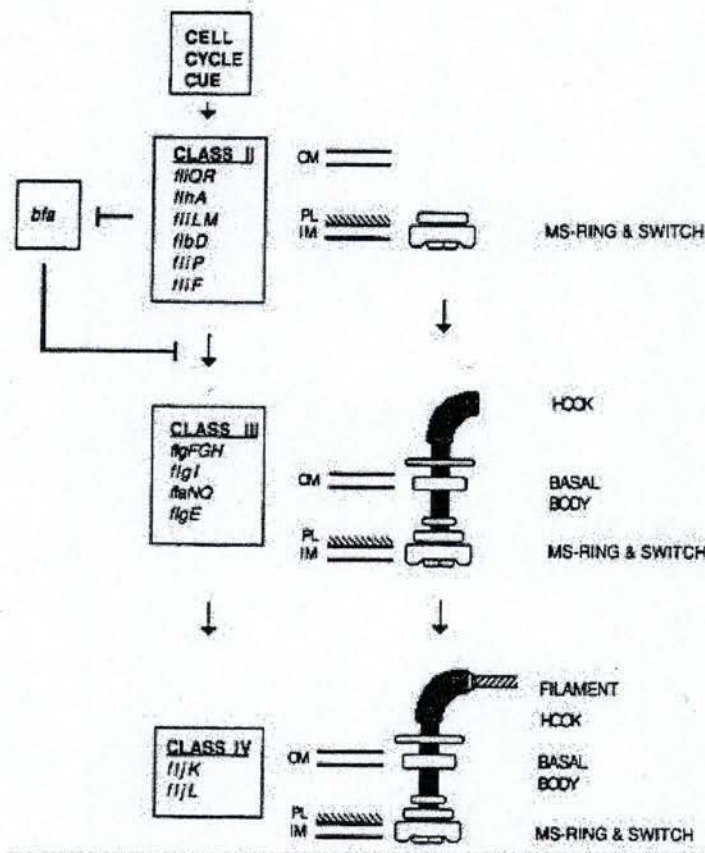 CELL
CYCLE
CUE
CLASS II
fliQR
flhA
fliLM
flbD
fliP
fliF
bfa
OM
PL
IM
MS-RING & SWITCH
CLASS III
flgFGH
flgI
flaNQ
flgE
HOOK
OM
BASAL
BODY
PL
IM
MS-RING & SWITCH
CLASS IV
fljK
fljL
FILAMENT
HOOK
OM
BASAL
BODY
PL
IM
MS-RING & SWITCH